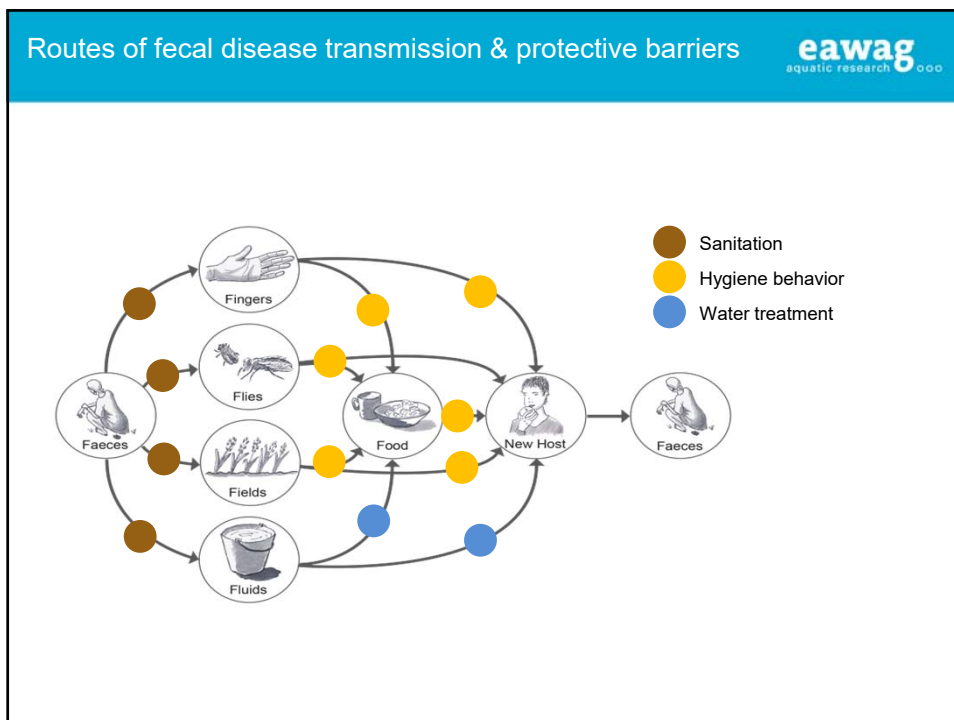 Routes of fecal disease transmission & protective barriers
eawag
aquatic research
Sanitation
Hygiene behavior
Water treatment
Fingers
Flies
Faeces
Food
New Host
Faeces
Fields
Fluids